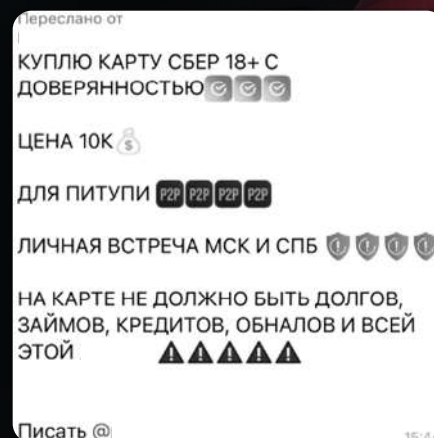 Переслано от
КУПЛЮ КАРТУ СБЕР 18+ С
ДОВЕРЯННОСТЬЮ
ЦЕНА 10К
ДЛЯ ПИТУПИ P2P P2P P2P P2P
ЛИЧНАЯ ВСТРЕЧА МСК И СПБ
НА КАРТЕ НЕ ДОЛЖНО БЫТЬ ДОЛГОВ,
ЗАЙМОВ, КРЕДИТОВ, ОБНАЛОВ И ВСЕЙ
ЭТОЙ
Писать @